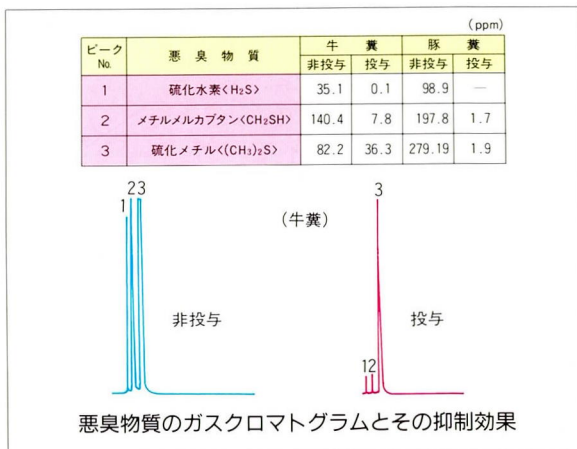 (ppm)
ピーク No. 悪臭物質 牛糞 豚糞
非投与 投与 非投与 投与
1 硫化水素<H₂S> 35.1 0.1 98.9 —
2 メチルメルカプタン<CH₂SH> 140.4 7.8 197.8 1.7
3 硫化メチル<(CH₃)₂S> 82.2 36.3 279.19 1.9
1 2 3 (牛糞) 3
非投与 投与
1 2
悪臭物質のガスクロマトグラムとその抑制効果